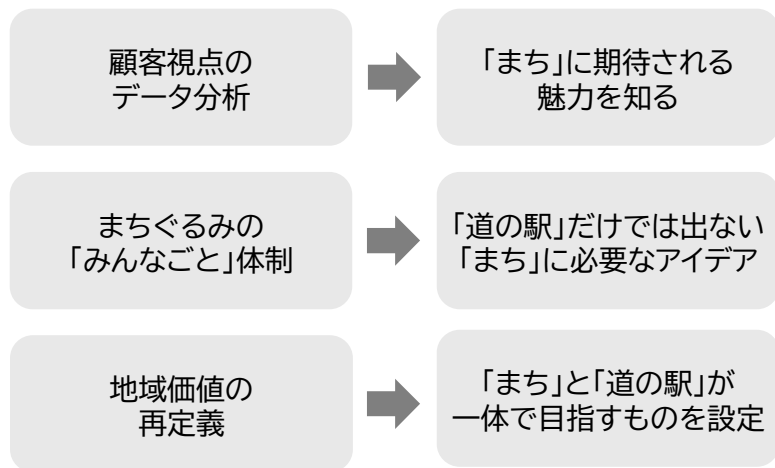 顧客視点の
データ分析
「まち」に期待される
魅力を知る
まちぐるみの
「みんなごと」体制
「道の駅」だけでは出ない
「まち」に必要なアイデア
地域価値の
再定義
「まち」と「道の駅」が
一体で目指すものを設定